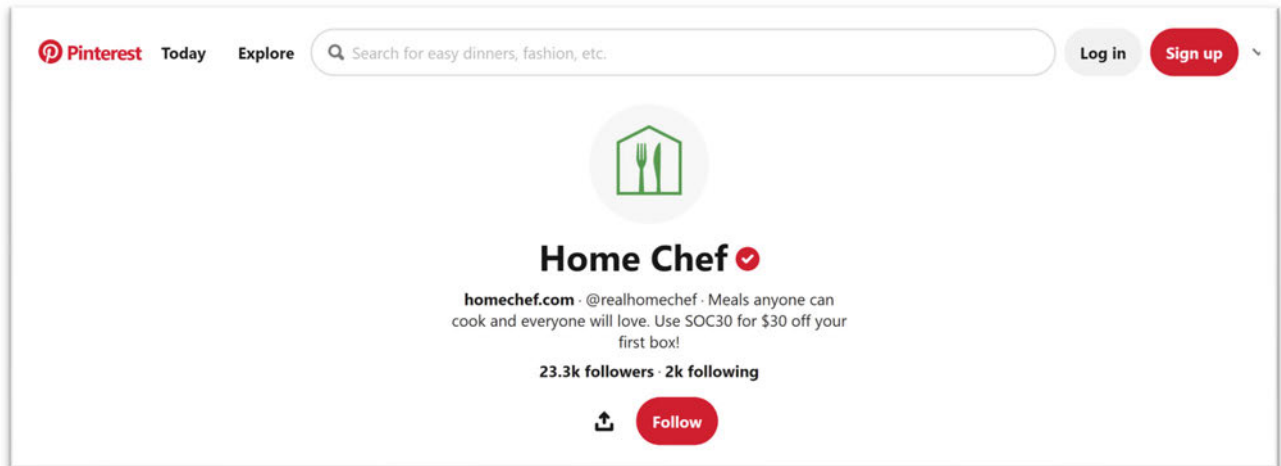 Pinterest Today Explore Search for easy dinners, fashion, etc. Log in Sign up
Home Chef
homechef.com · @realhomechef · Meals anyone can
cook and everyone will love. Use SOC30 for $30 off your
first box!
23.3k followers · 2k following
Follow